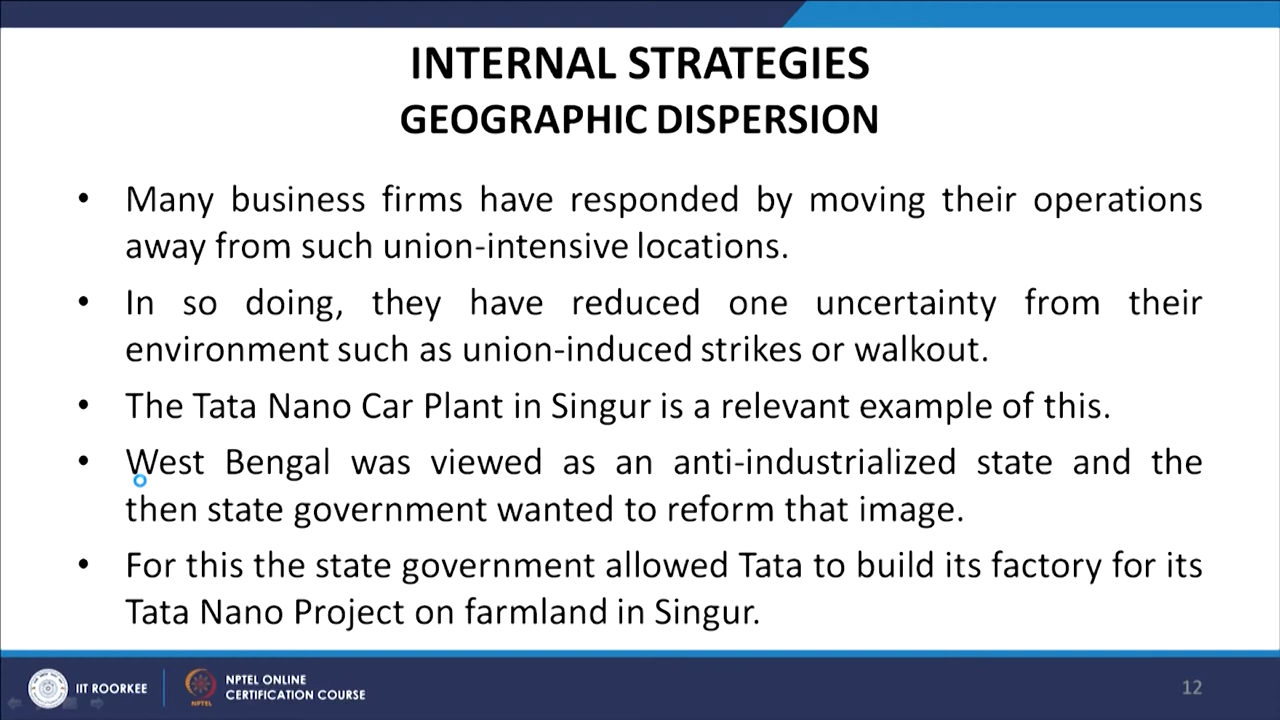 INTERNAL STRATEGIES
GEOGRAPHIC DISPERSION
• Many business firms have responded by moving their operations
away from such union-intensive locations.
• In so doing, they have reduced one uncertainty from their
environment such as union-induced strikes or walkout.
• The Tata Nano Car Plant in Singur is a relevant example of this.
• West Bengal was viewed as an anti-industrialized state and the
then state government wanted to reform that image.
• For this the state government allowed Tata to build its factory for its
Tata Nano Project on farmland in Singur.
IIT ROORKEE
NPTEL
NPTEL ONLINE
CERTIFICATION COURSE
12